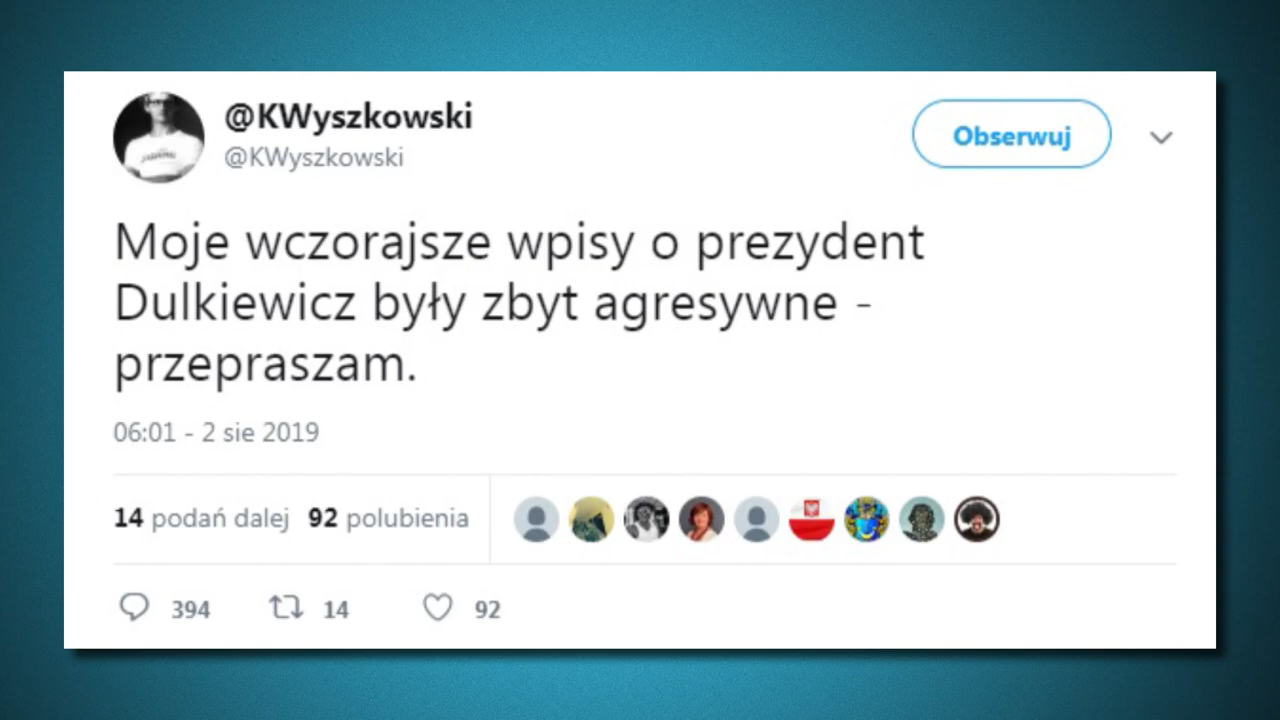 @KWyszkowski
@KWyszkowski
Obserwuj
Moje wczorajsze wpisy o prezydent
Dulkiewicz były zbyt agresywne -
przepraszam.
06:01 - 2 sie 2019
14 podań dalej 92 polubienia
394 14 92